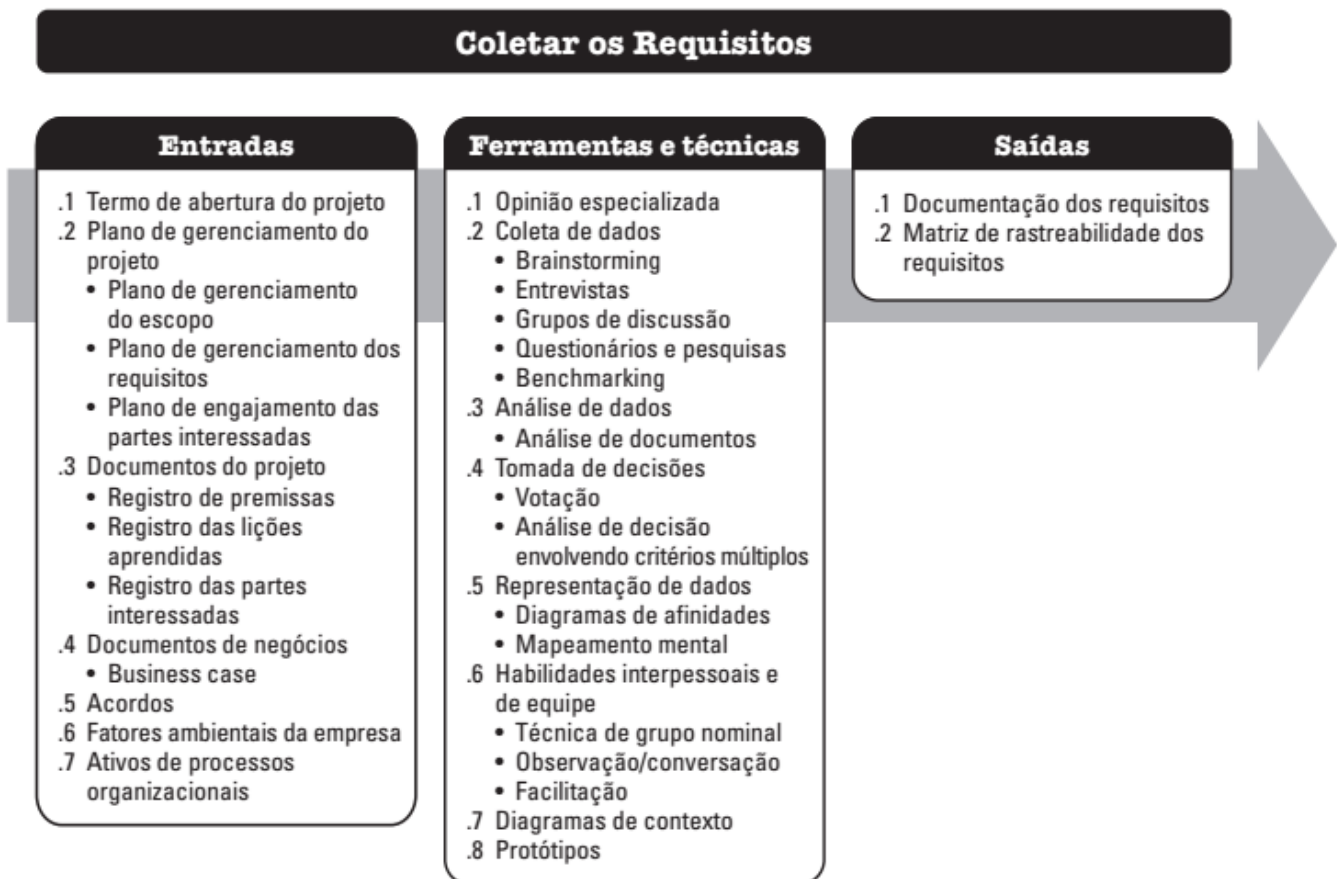 Coletar os Requisitos
Entradas
.1 Termo de abertura do projeto
.2 Plano de gerenciamento do
projeto
• Plano de gerenciamento
do escopo
• Plano de gerenciamento dos
requisitos
• Plano de engajamento das
partes interessadas
.3 Documentos do projeto
• Registro de premissas
• Registro das lições
aprendidas
• Registro das partes
interessadas
.4 Documentos de negócios
• Business case
.5 Acordos
.6 Fatores ambientais da empresa
.7 Ativos de processos
organizacionais
Ferramentas e técnicas
.1 Opinião especializada
.2 Coleta de dados
• Brainstorming
• Entrevistas
• Grupos de discussão
• Questionários e pesquisas
• Benchmarking
.3 Análise de dados
• Análise de documentos
.4 Tomada de decisões
• Votação
• Análise de decisão
envolvendo critérios múltiplos
.5 Representação de dados
• Diagramas de afinidades
• Mapeamento mental
.6 Habilidades interpessoais e
de equipe
• Técnica de grupo nominal
• Observação/conversação
• Facilitação
.7 Diagramas de contexto
.8 Protótipos
Saídas
.1 Documentação dos requisitos
.2 Matriz de rastreabilidade dos
requisitos